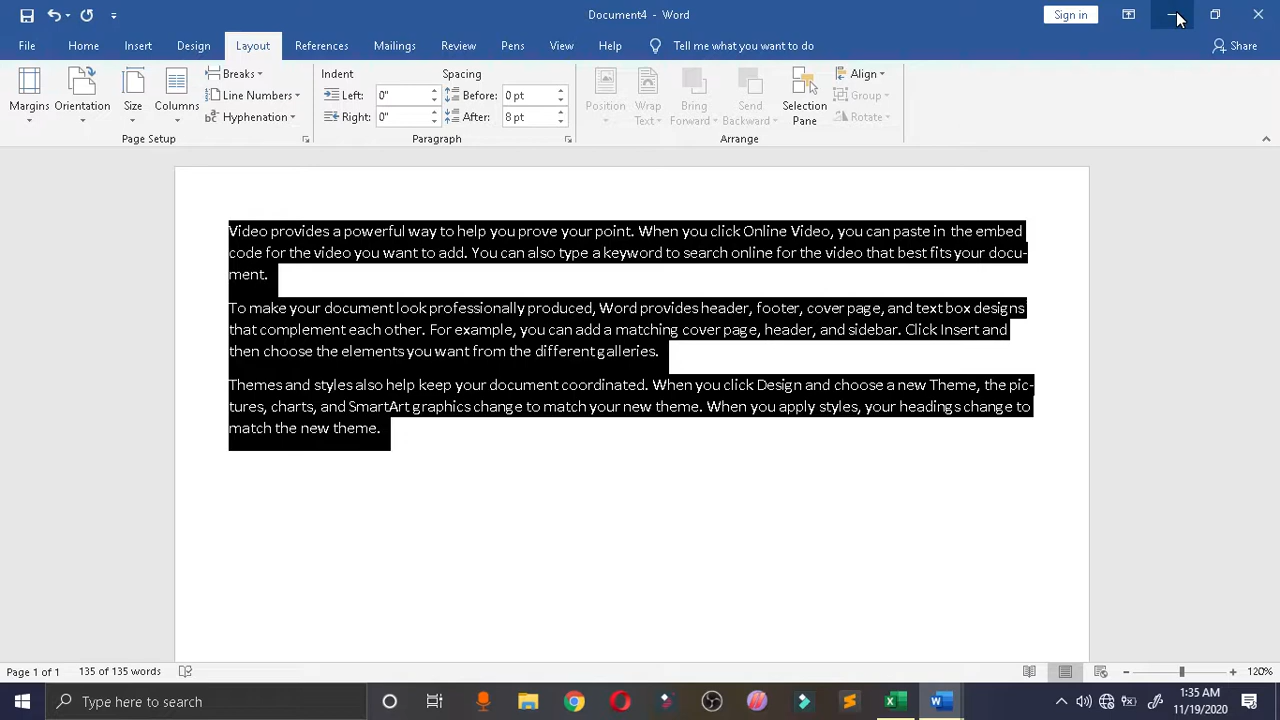 Document4 - Word
Sign in
File Home Insert Design Layout References Mailings Review Pens View Help Tell me what you want to do Share
Margins
Orientation
Size
Columns
Breaks
Line Numbers
Hyphenation
Page Setup
Indent
Left: 0"
Right: 0"
Spacing
Before: 0 pt
After: 8 pt
Paragraph
Position
Wrap
Text
Bring
Forward
Send
Backward
Selection
Pane
Align
Group
Rotate
Arrange
Video provides a powerful way to help you prove your point. When you click Online Video, you can paste in the embed
code for the video you want to add. You can also type a keyword to search online for the video that best fits your docu-
ment.
To make your document look professionally produced, Word provides header, footer, cover page, and text box designs
that complement each other. For example, you can add a matching cover page, header, and sidebar. Click Insert and
then choose the elements you want from the different galleries.
Themes and styles also help keep your document coordinated. When you click Design and choose a new Theme, the pic-
tures, charts, and SmartArt graphics change to match your new theme. When you apply styles, your headings change to
match the new theme.
Page 1 of 1 135 of 135 words
120%
Type here to search
1:35 AM
11/19/2020